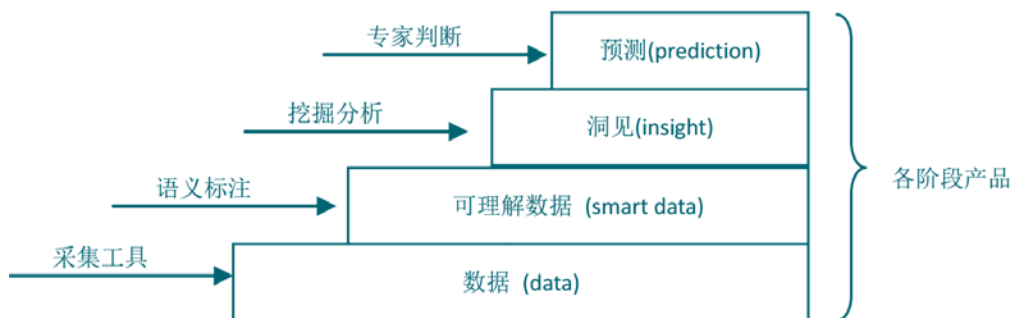 专家判断
预测(prediction)
挖掘分析
洞见(insight)
各阶段产品
语义标注
可理解数据 (smart data)
采集工具
数据 (data)